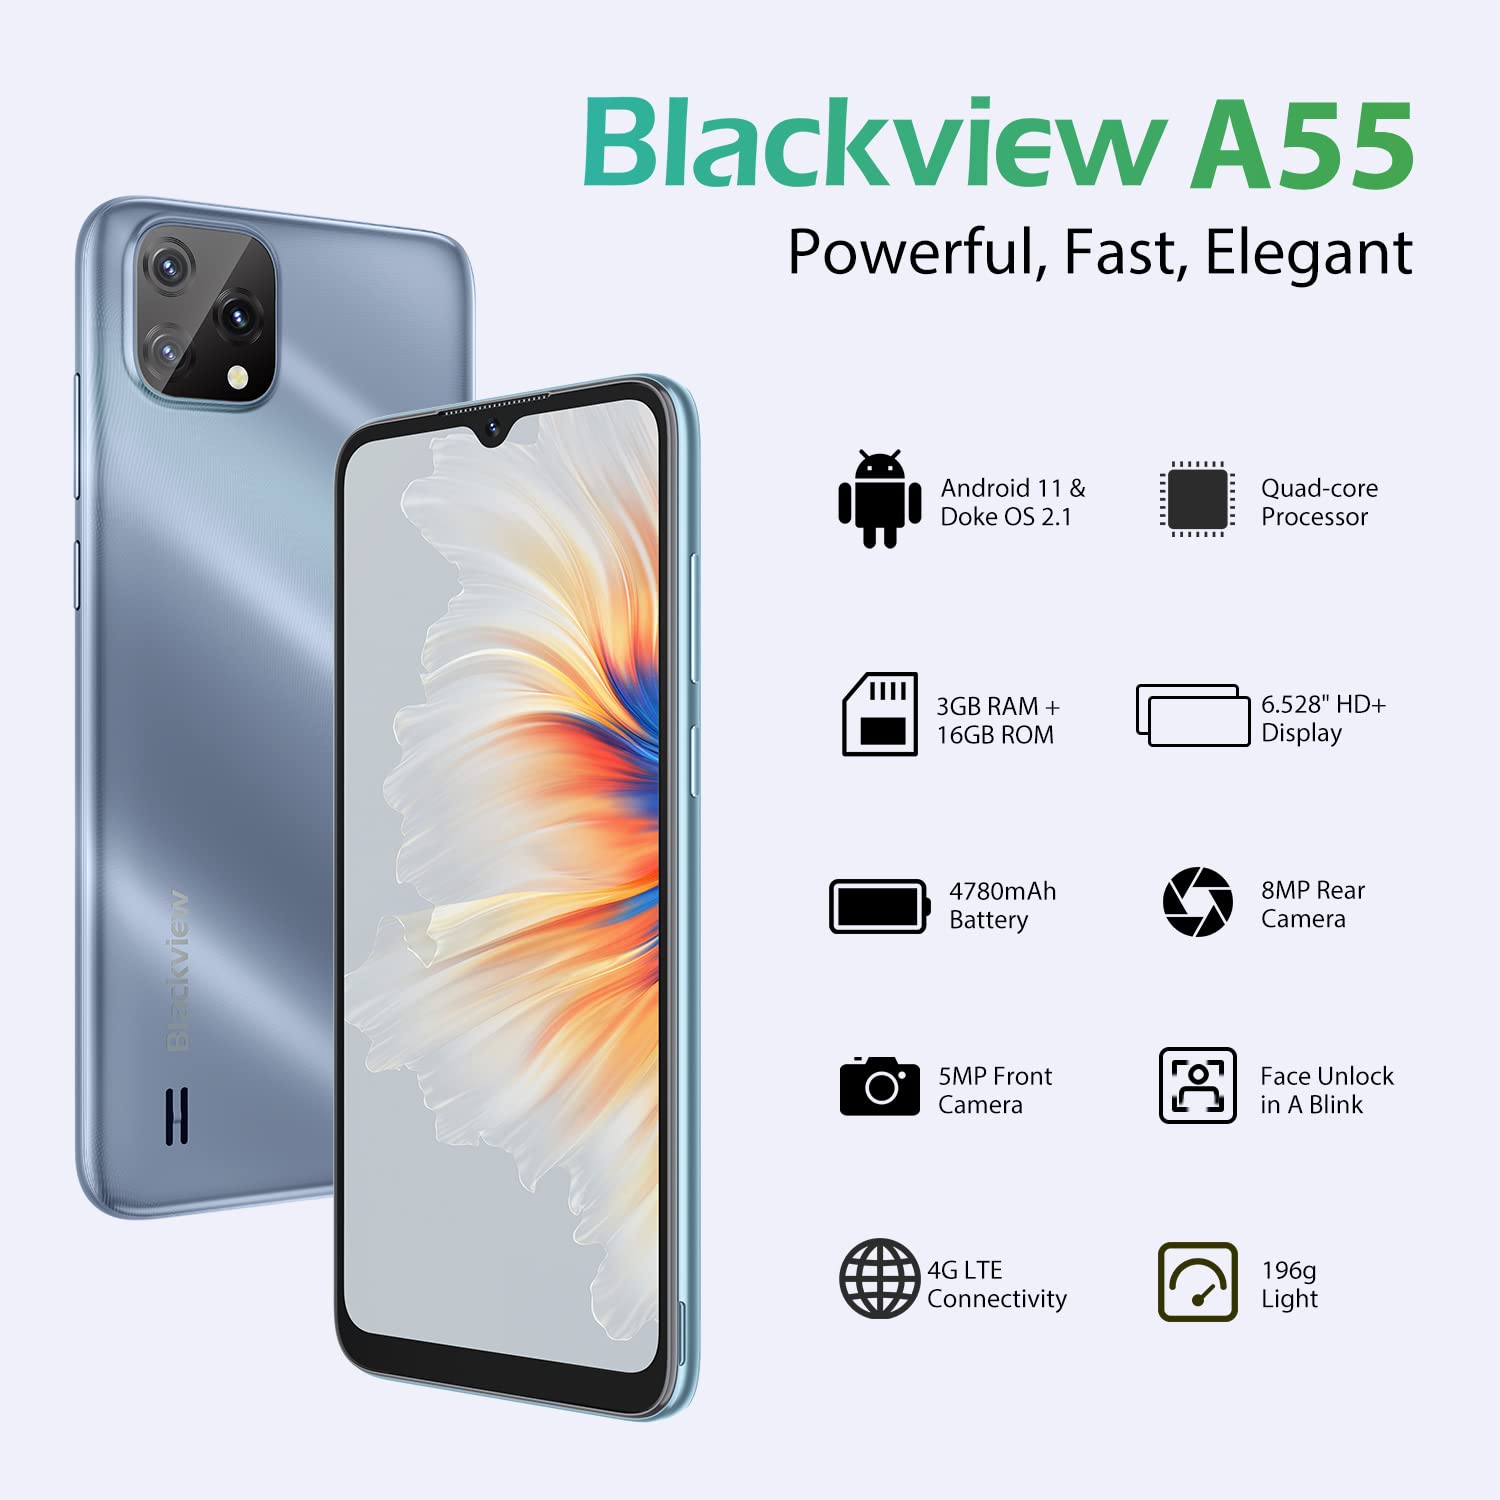 Blackview A55
Powerful, Fast, Elegant
Android 11 &
Doke OS 2.1
Quad-core
Processor
3GB RAM +
16GB ROM
6.528" HD+
Display
4780mAh
Battery
8MP Rear
Camera
5MP Front
Camera
Face Unlock
in A Blink
4G LTE
Connectivity
196g
Light
Blackview